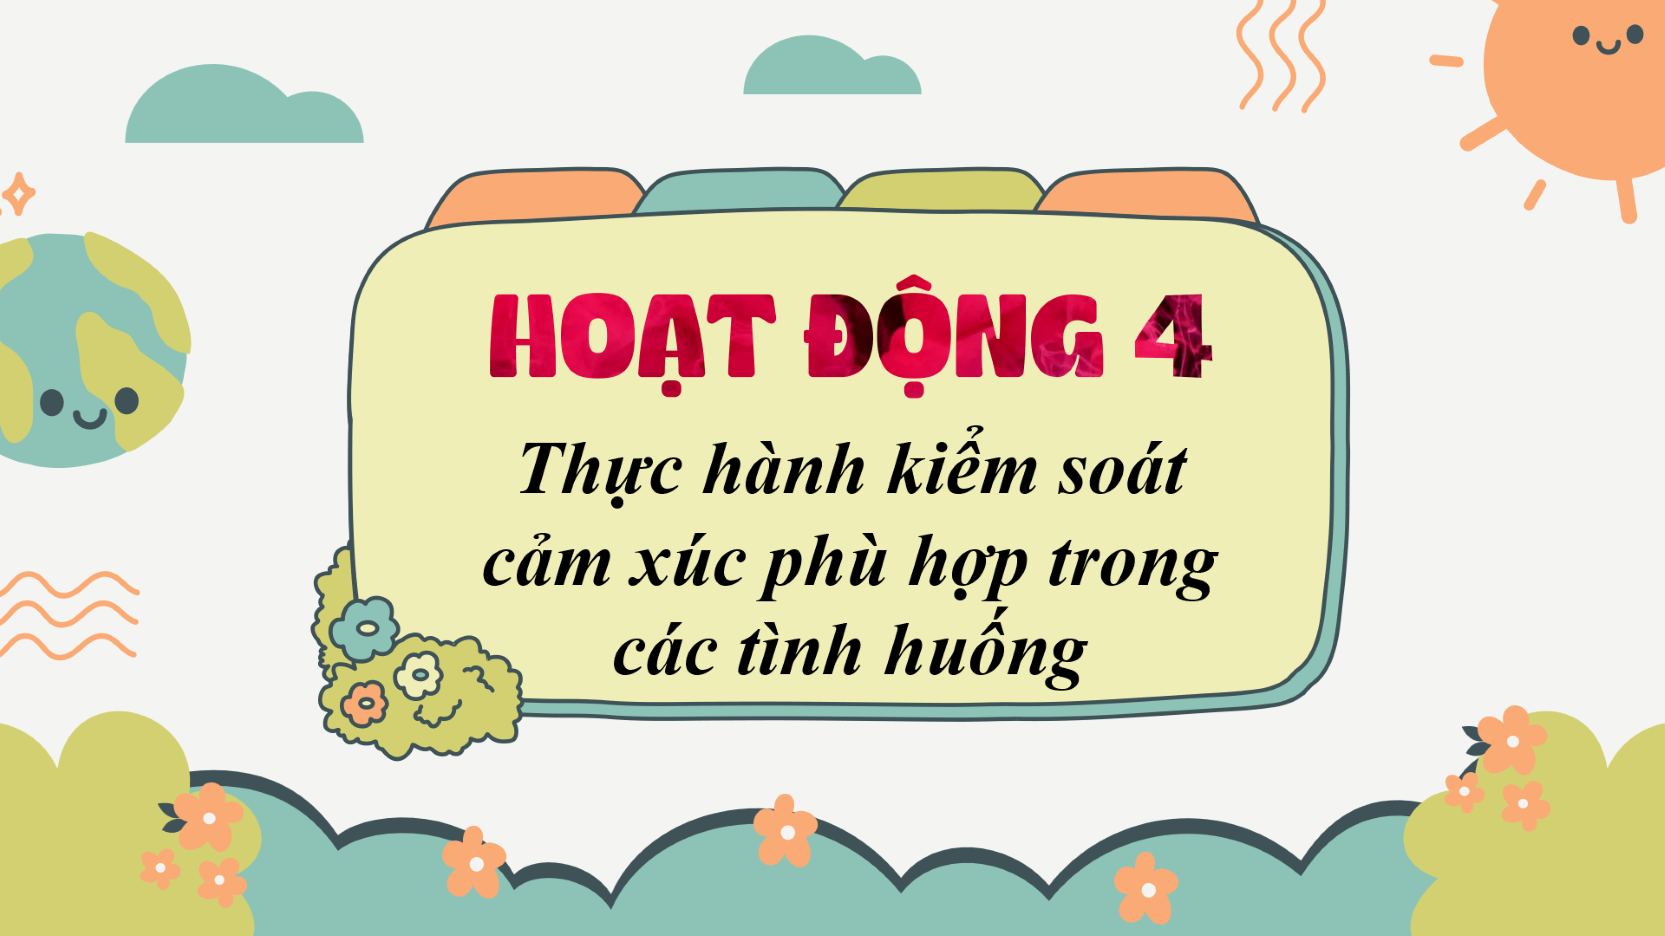 HOẠT ĐỘNG 4
Thực hành kiểm soát
cảm xúc phù hợp trong
các tình huống